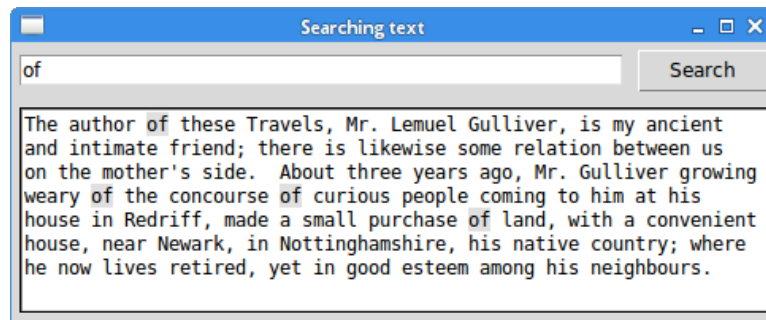 Searching text
of
Search
The author of these Travels, Mr. Lemuel Gulliver, is my ancient
and intimate friend; there is likewise some relation between us
on the mother's side.  About three years ago, Mr. Gulliver growing
weary of the concourse of curious people coming to him at his
house in Redriff, made a small purchase of land, with a convenient
house, near Newark, in Nottinghamshire, his native country; where
he now lives retired, yet in good esteem among his neighbours.